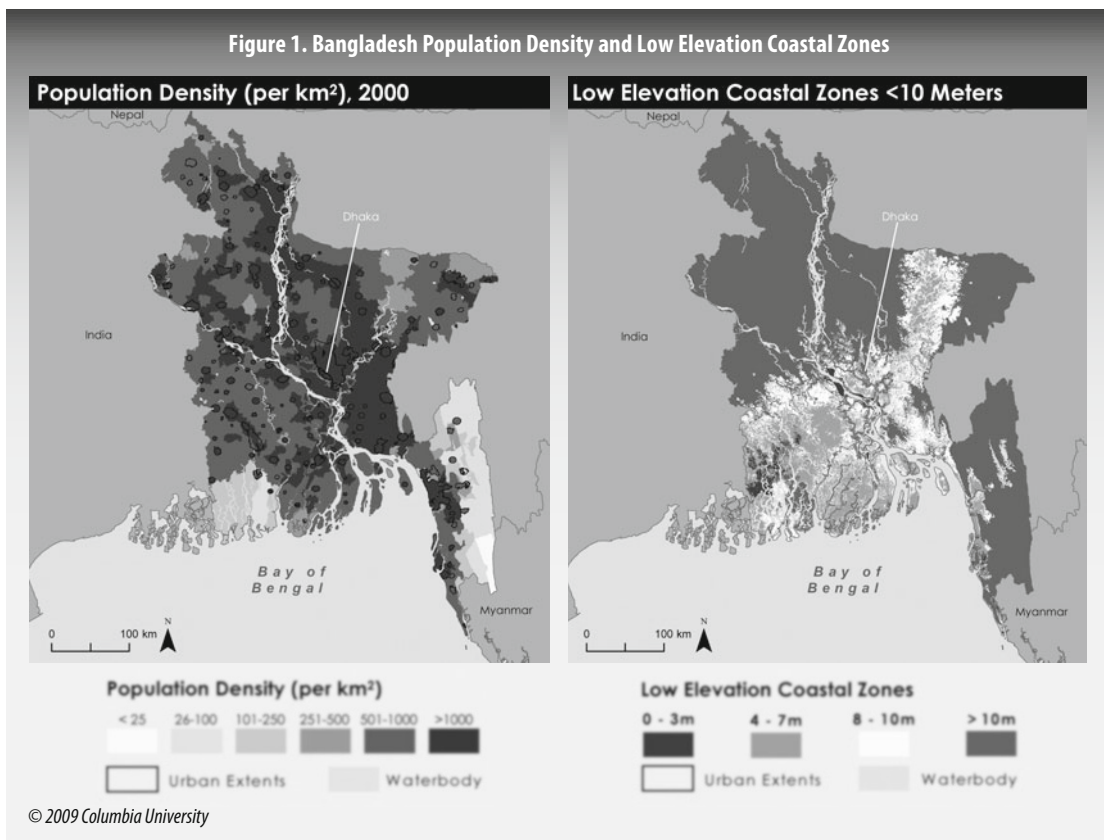 Figure 1. Bangladesh Population Density and Low Elevation Coastal Zones
Population Density (per km²), 2000
Nepal
Dhaka
India
Bay of
Bengal
Myanmar
0 100 km N
Population Density (per km²)
< 25 26-100 101-250 251-500 501-1000 >1000
Urban Extents Waterbody
Low Elevation Coastal Zones <10 Meters
Nepal
Dhaka
India
Bay of
Bengal
Myanmar
0 100 km N
Low Elevation Coastal Zones
0 - 3m 4 - 7m 8 - 10m > 10m
Urban Extents Waterbody
© 2009 Columbia University